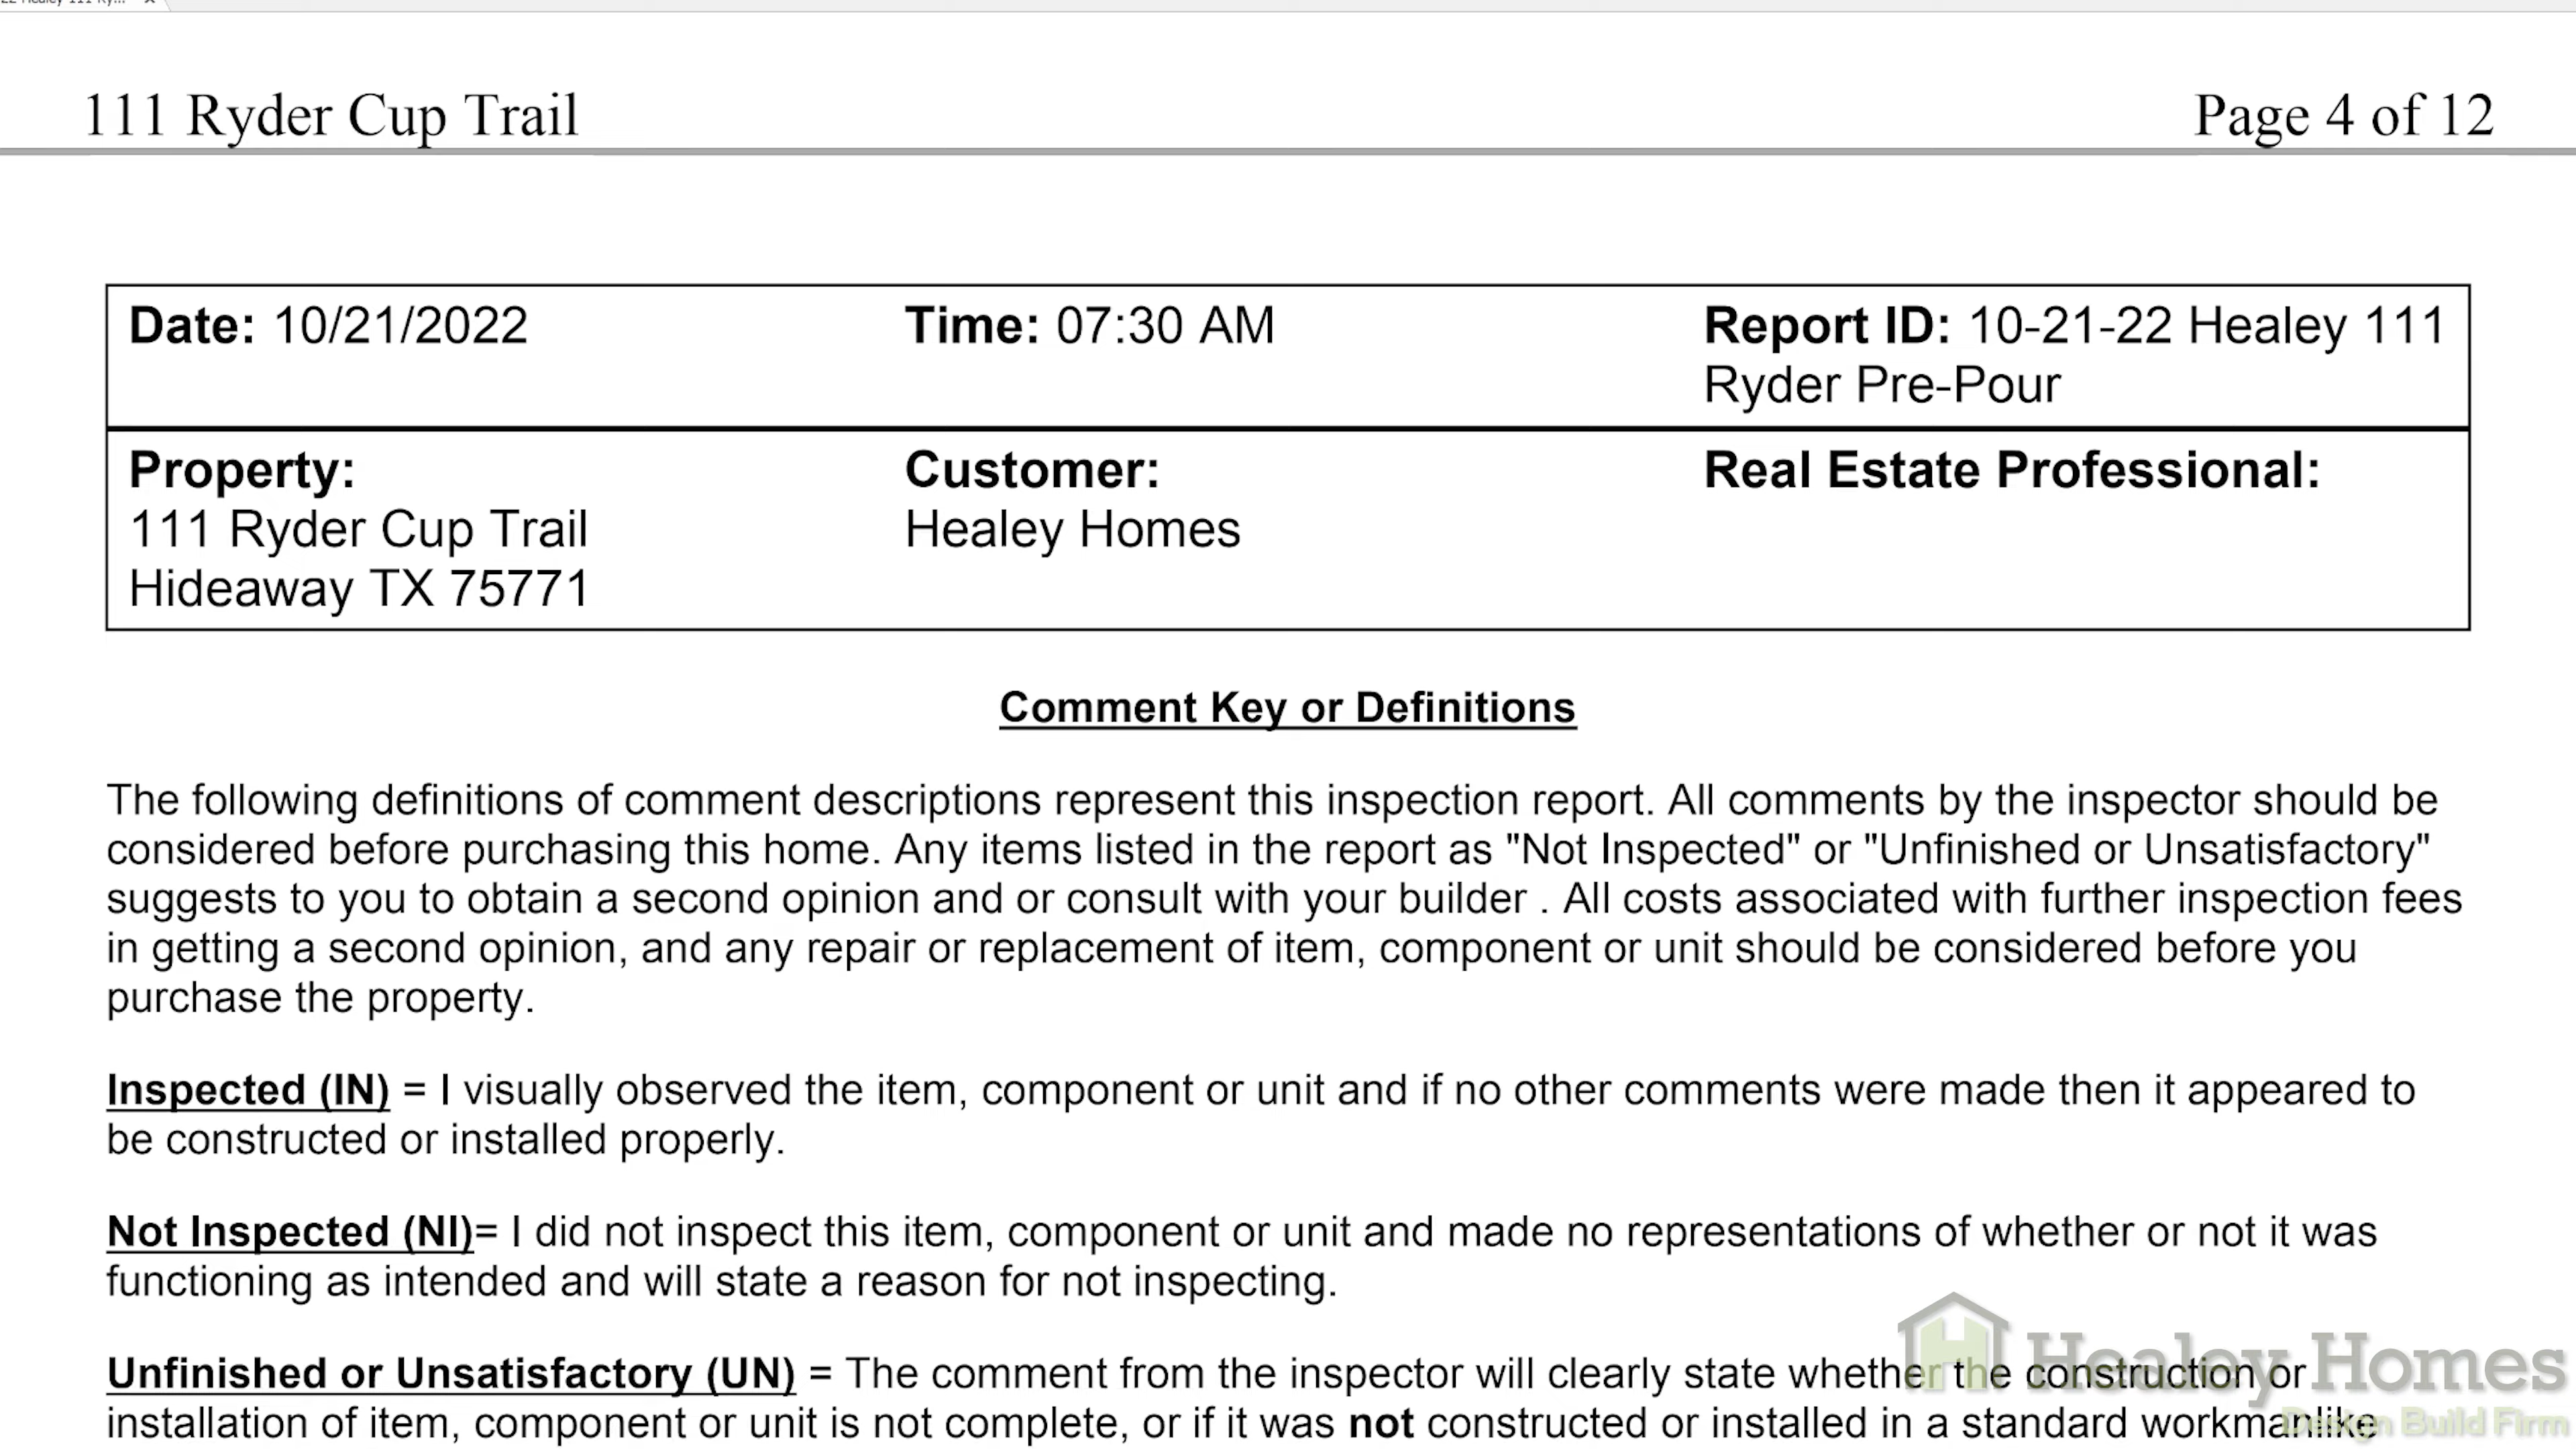 111 Ryder Cup Trail
Page 4 of 12
Date: 10/21/2022
Time: 07:30 AM
Report ID: 10-21-22 Healey 111
Ryder Pre-Pour
Property:
111 Ryder Cup Trail
Hideaway TX 75771
Customer:
Healey Homes
Real Estate Professional:
Comment Key or Definitions
The following definitions of comment descriptions represent this inspection report. All comments by the inspector should be
considered before purchasing this home. Any items listed in the report as "Not Inspected" or "Unfinished or Unsatisfactory"
suggests to you to obtain a second opinion and or consult with your builder . All costs associated with further inspection fees
in getting a second opinion, and any repair or replacement of item, component or unit should be considered before you
purchase the property.
Inspected (IN) = I visually observed the item, component or unit and if no other comments were made then it appeared to
be constructed or installed properly.
Not Inspected (NI)= I did not inspect this item, component or unit and made no representations of whether or not it was
functioning as intended and will state a reason for not inspecting.
Unfinished or Unsatisfactory (UN) = The comment from the inspector will clearly state whether the construction or
installation of item, component or unit is not complete, or if it was not constructed or installed in a standard workmanlike
Healey Homes
Design Build Firm